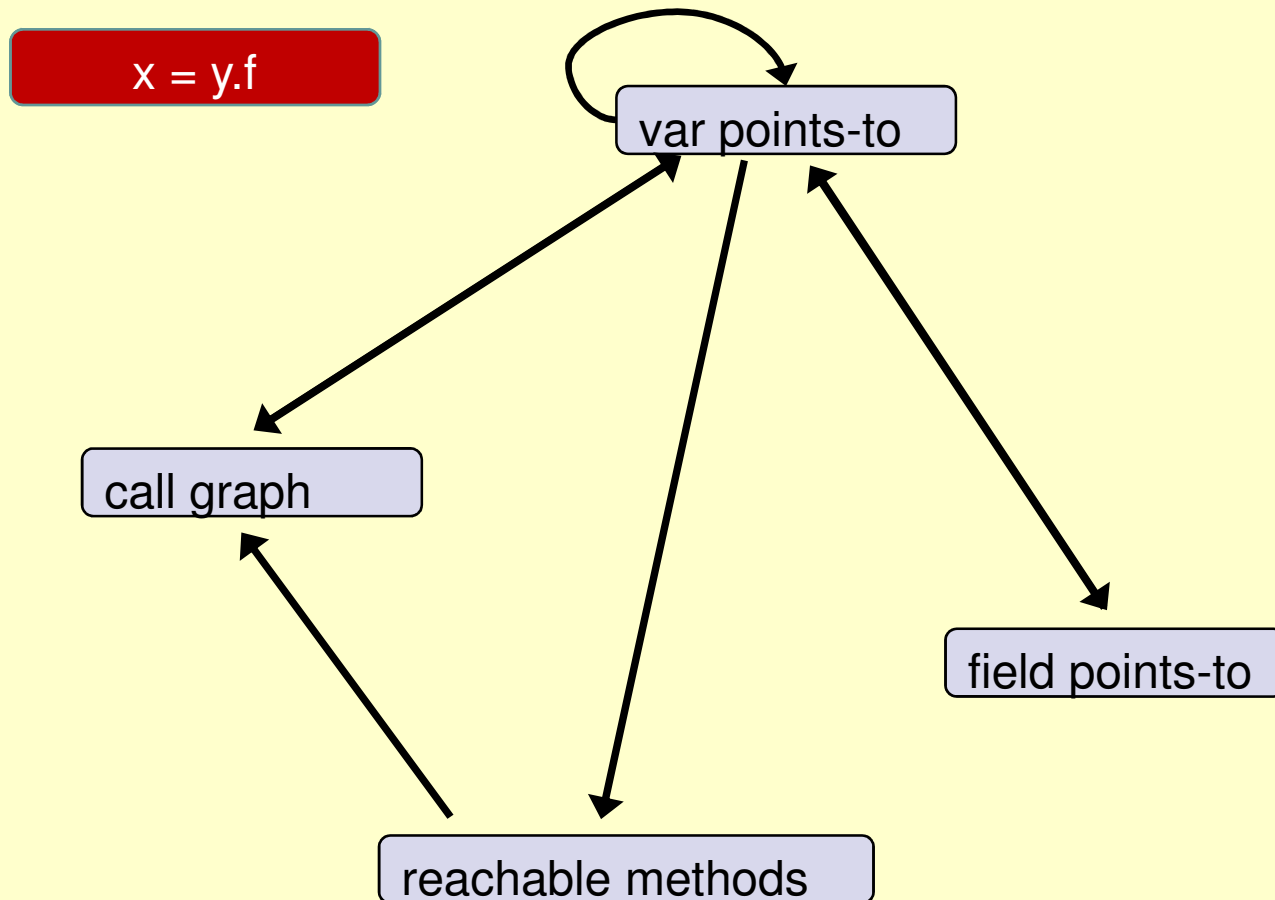 x = y.f
var points-to
call graph
field points-to
reachable methods